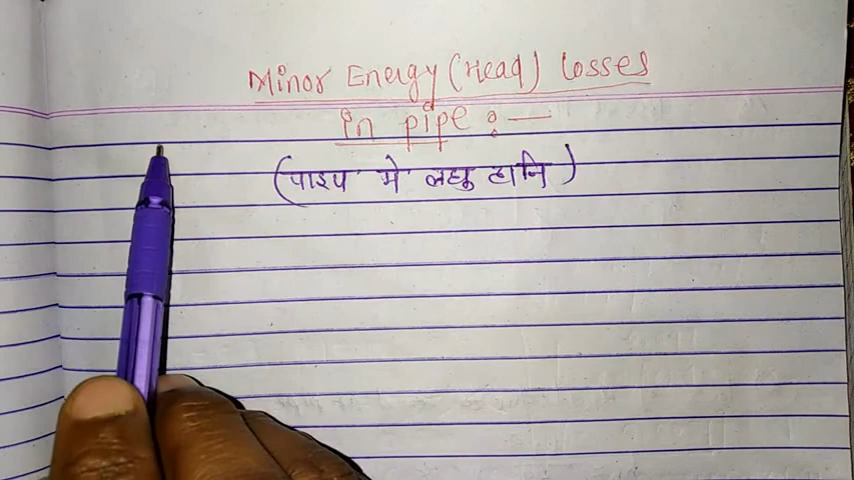 Minor Energy (Head) Losses
in pipe :—
(पाइप में लघु हानि)